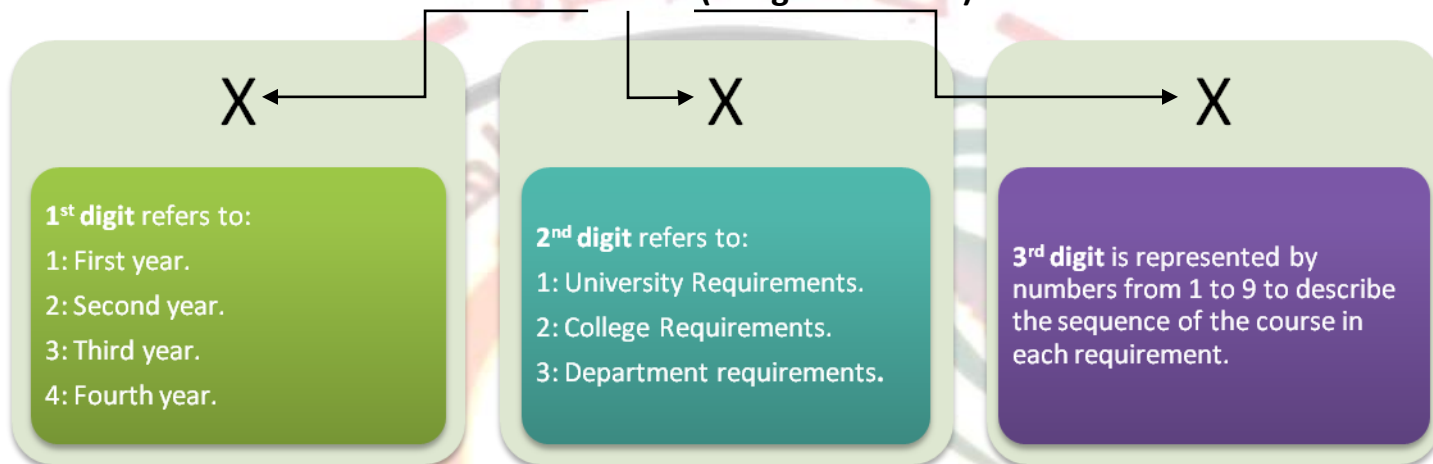 X
X
X
1st digit refers to:
1: First year.
2: Second year.
3: Third year.
4: Fourth year.
2nd digit refers to:
1: University Requirements.
2: College Requirements.
3: Department requirements.
3rd digit is represented by
numbers from 1 to 9 to describe
the sequence of the course in
each requirement.